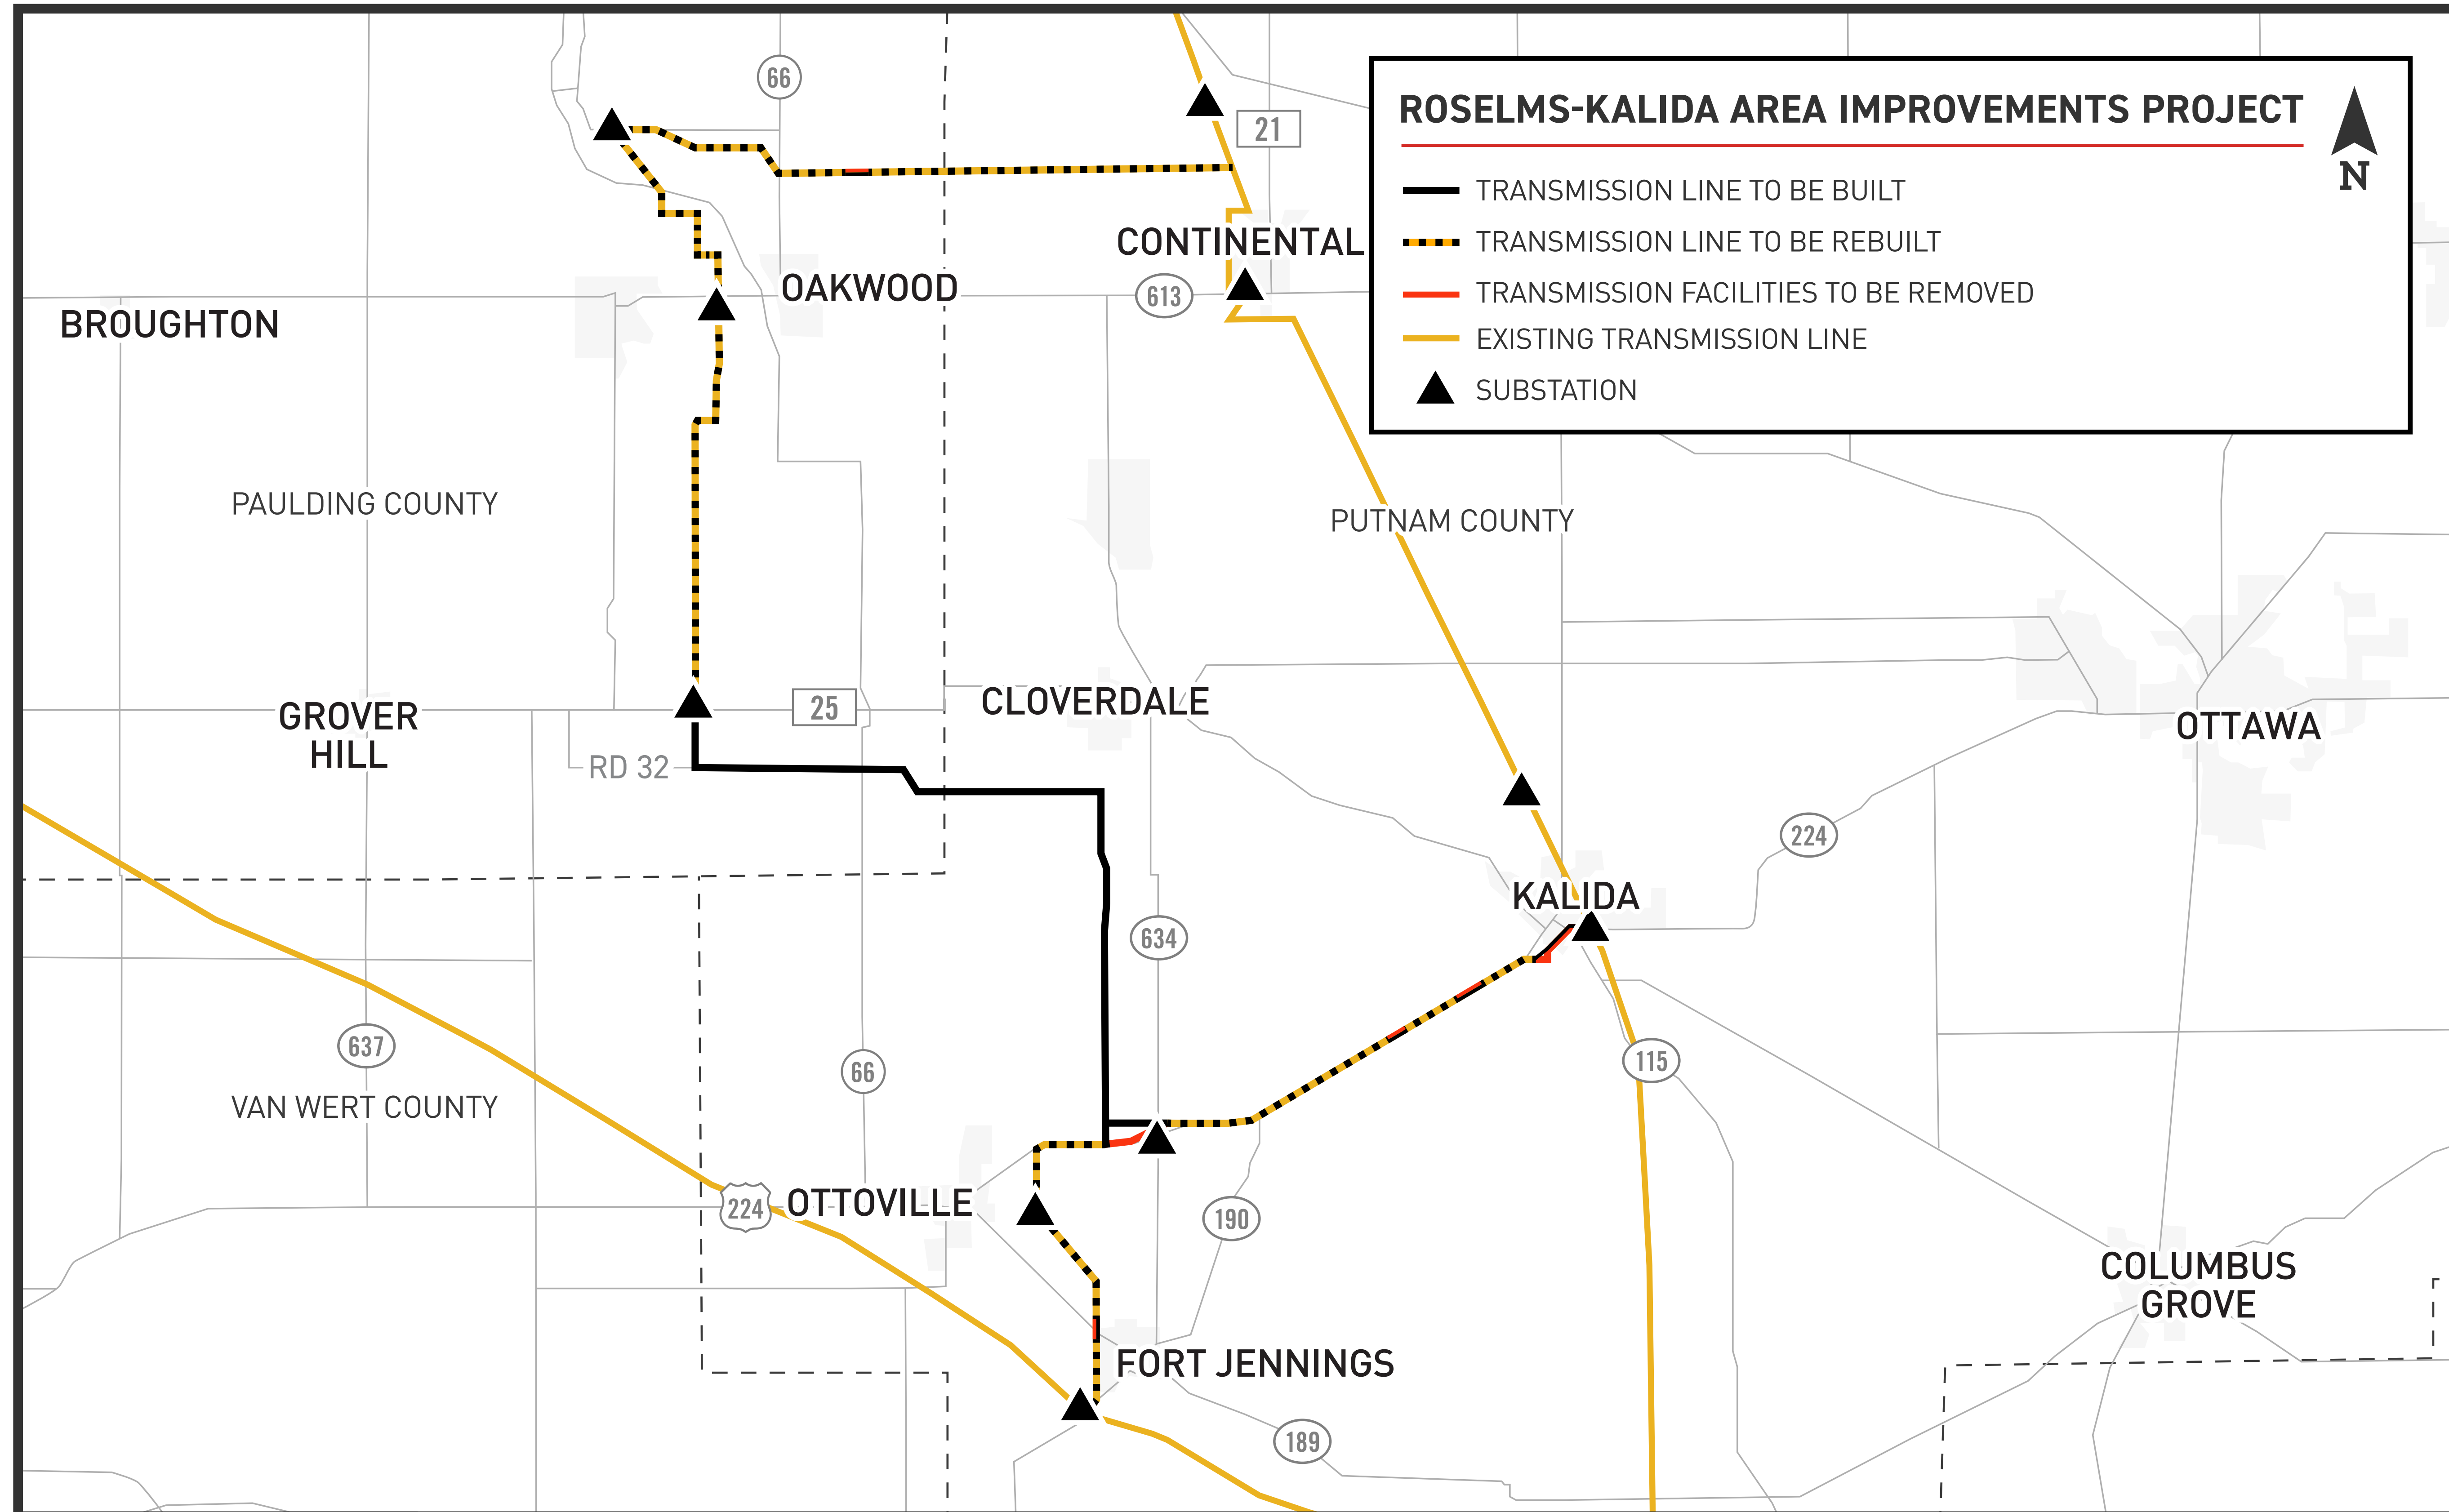 66
21
ROSELMS-KALIDA AREA IMPROVEMENTS PROJECT
N
TRANSMISSION LINE TO BE BUILT
TRANSMISSION LINE TO BE REBUILT
TRANSMISSION FACILITIES TO BE REMOVED
EXISTING TRANSMISSION LINE
SUBSTATION
CONTINENTAL
OAKWOOD
613
BROUGHTON
PAULDING COUNTY
PUTNAM COUNTY
CLOVERDALE
25
GROVER
HILL
OTTAWA
RD 32
224
KALIDA
634
637
66
115
VAN WERT COUNTY
224
OTTOVILLE
190
COLUMBUS
GROVE
FORT JENNINGS
189